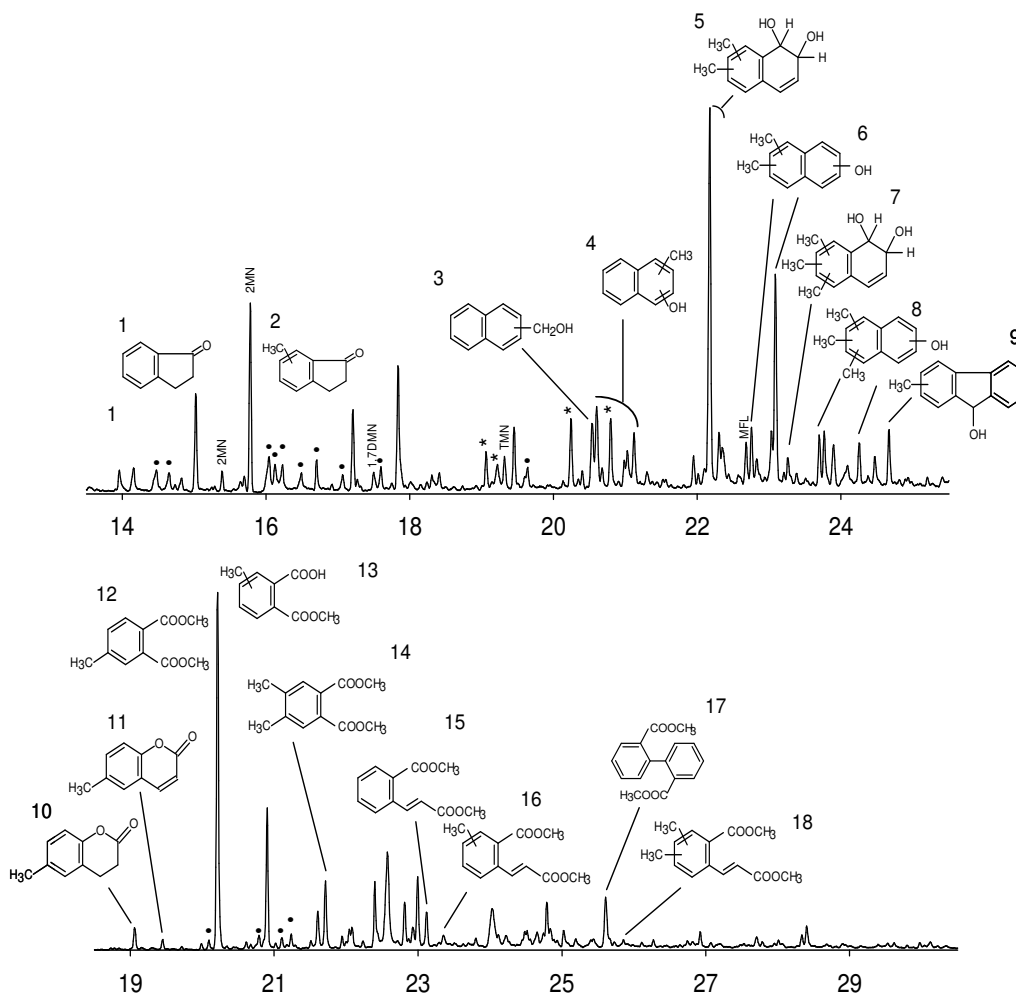 5
HO
H
OH
H3C
H3C
H
6
H3C
H3C
OH
7
HO
H
OH
H3C
H
H3C
H3C
4
CH3
OH
3
CH2OH
8
H3C
H3C
OH
CH3
9
H3C
OH
1
O
2MN
2
H3C
O
1
2MN
1,7DMN
*
*
TMN
*
*
MFL
14
16
18
20
22
24
12
COOCH3
COOCH3
H3C
13
H3C
COOH
COOCH3
14
H3C
COOCH3
H3C
COOCH3
11
O
O
H3C
10
O
O
H3C
15
COOCH3
COOCH3
16
H3C
COOCH3
COOCH3
17
COOCH3
H3COOC
18
H3C
COOCH3
H3C
COOCH3
19
21
23
25
27
29